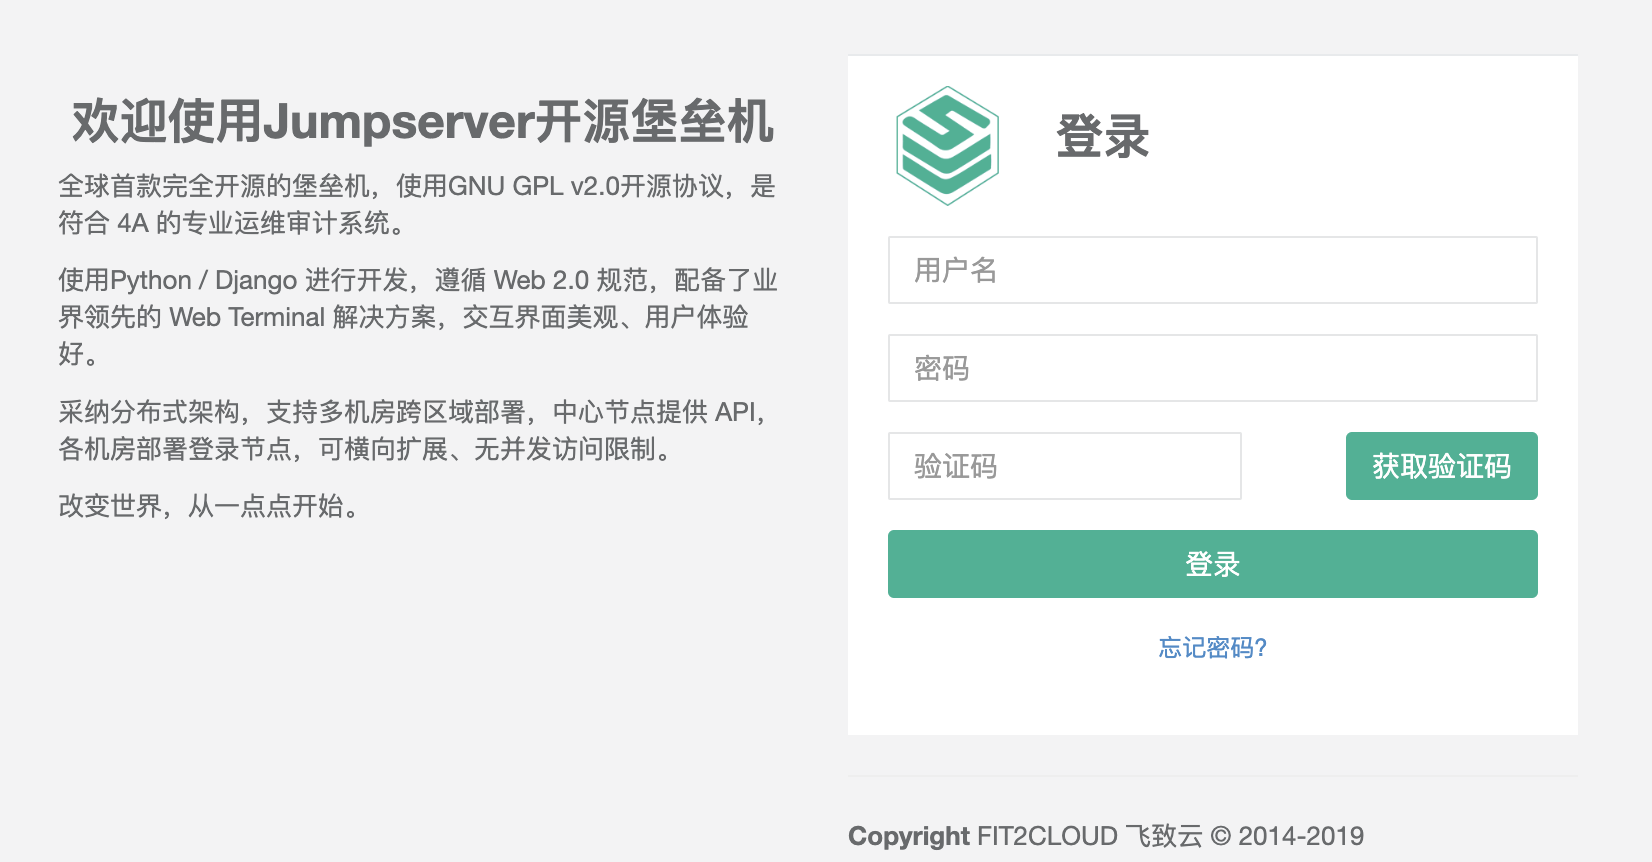 欢迎使用Jumpserver开源堡垒机
全球首款完全开源的堡垒机，使用GNU GPL v2.0开源协议，是
符合 4A 的专业运维审计系统。
使用Python / Django 进行开发，遵循 Web 2.0 规范，配备了业
界领先的 Web Terminal 解决方案，交互界面美观、用户体验
好。
采纳分布式架构，支持多机房跨区域部署，中心节点提供 API，
各机房部署登录节点，可横向扩展、无并发访问限制。
改变世界，从一点点开始。
登录
用户名
密码
验证码
获取验证码
登录
忘记密码?
Copyright FIT2CLOUD 飞致云 © 2014-2019